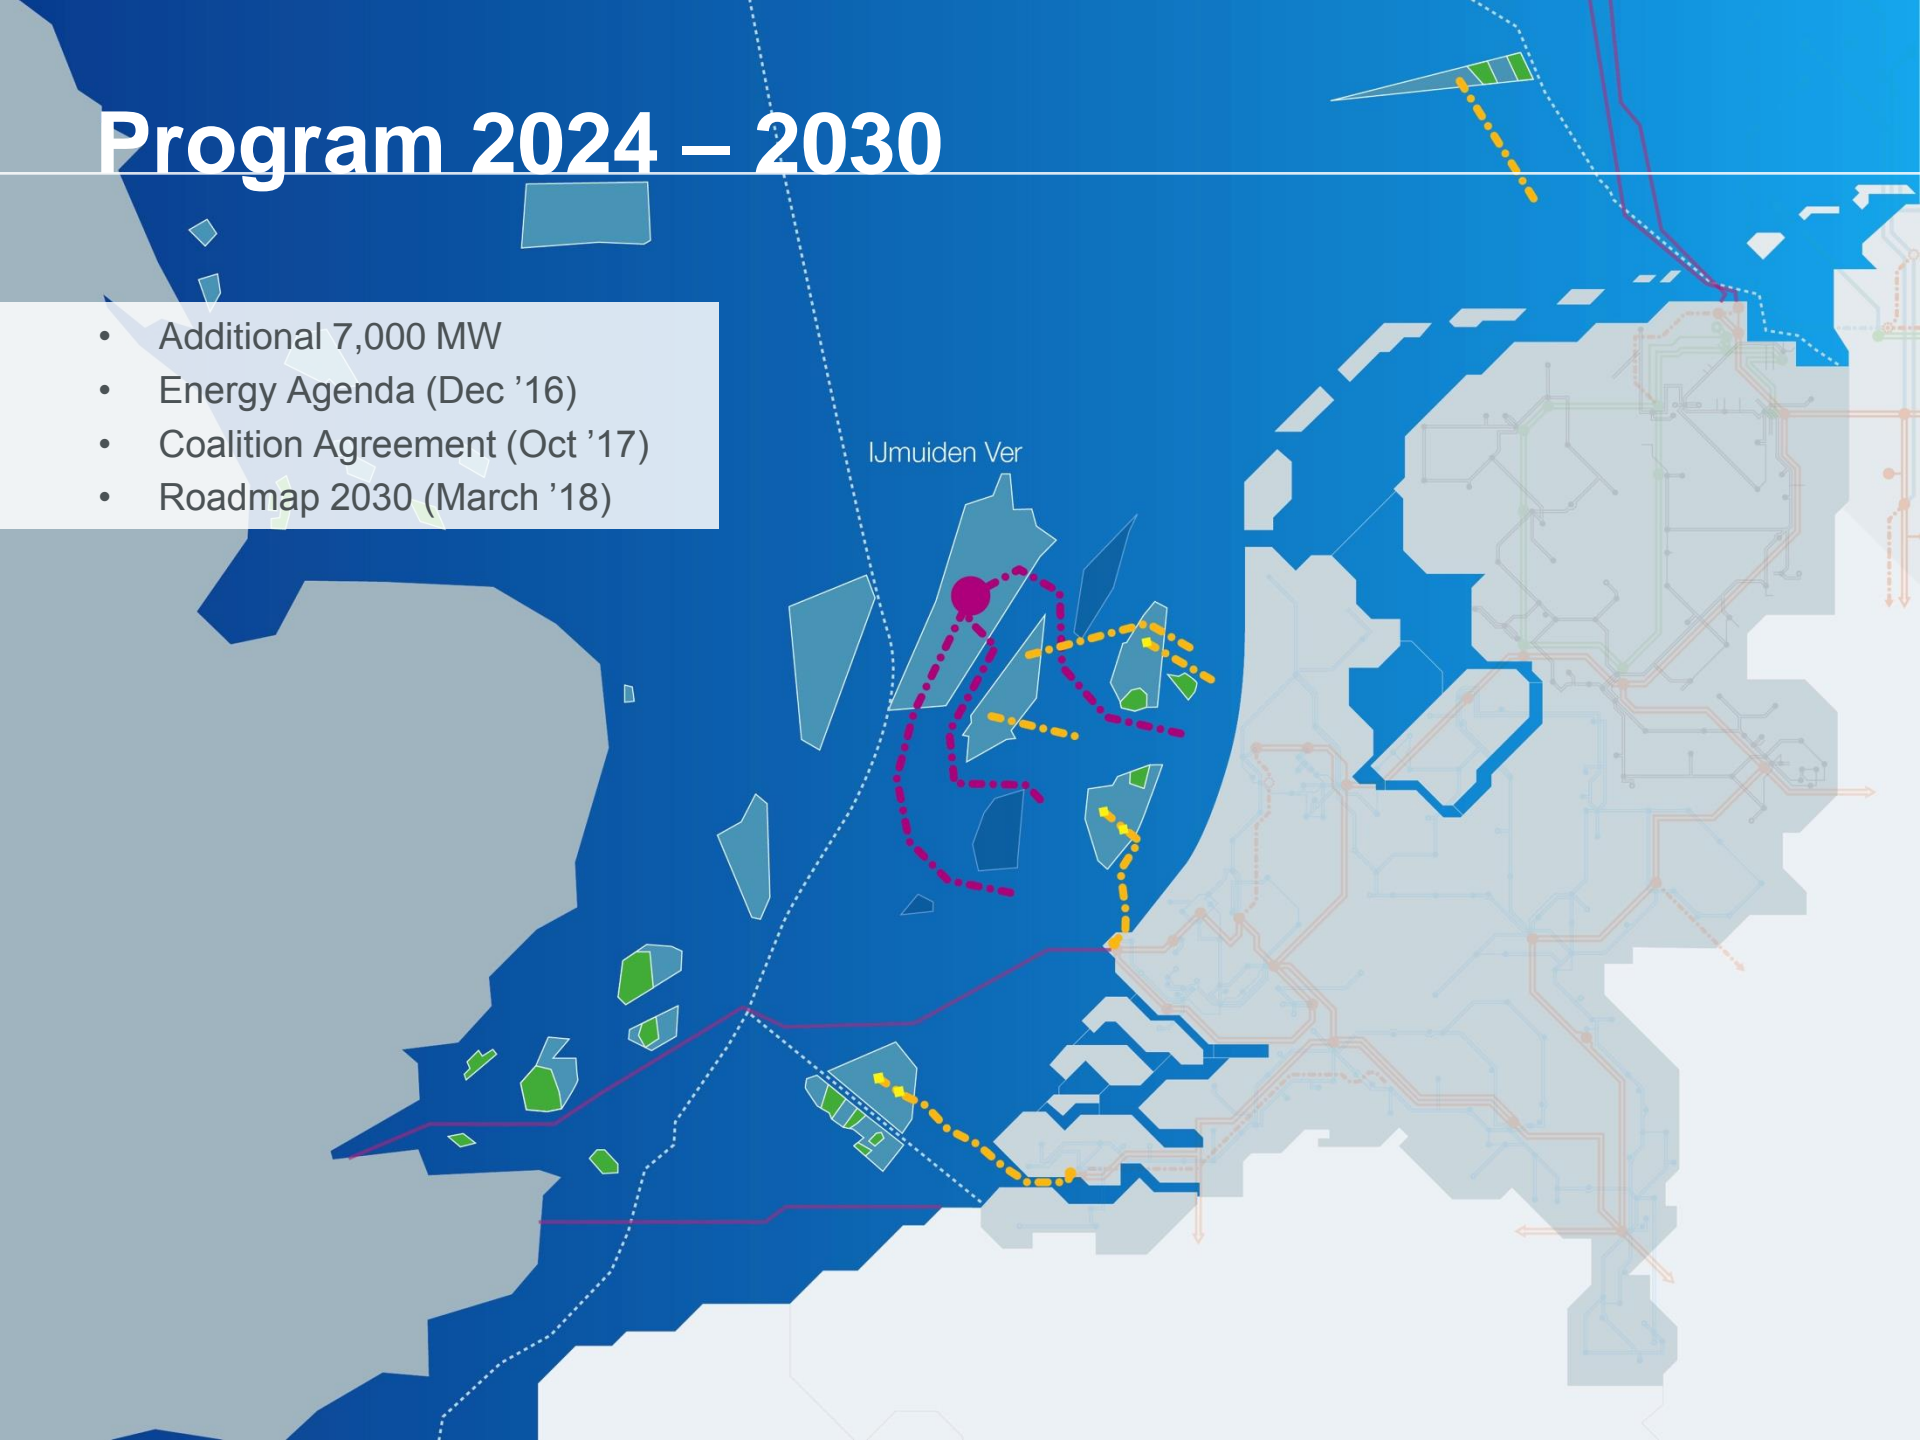 Program 2024 – 2030
• Additional 7,000 MW
• Energy Agenda (Dec ’16)
• Coalition Agreement (Oct ’17)
• Roadmap 2030 (March ’18)
IJmuiden Ver